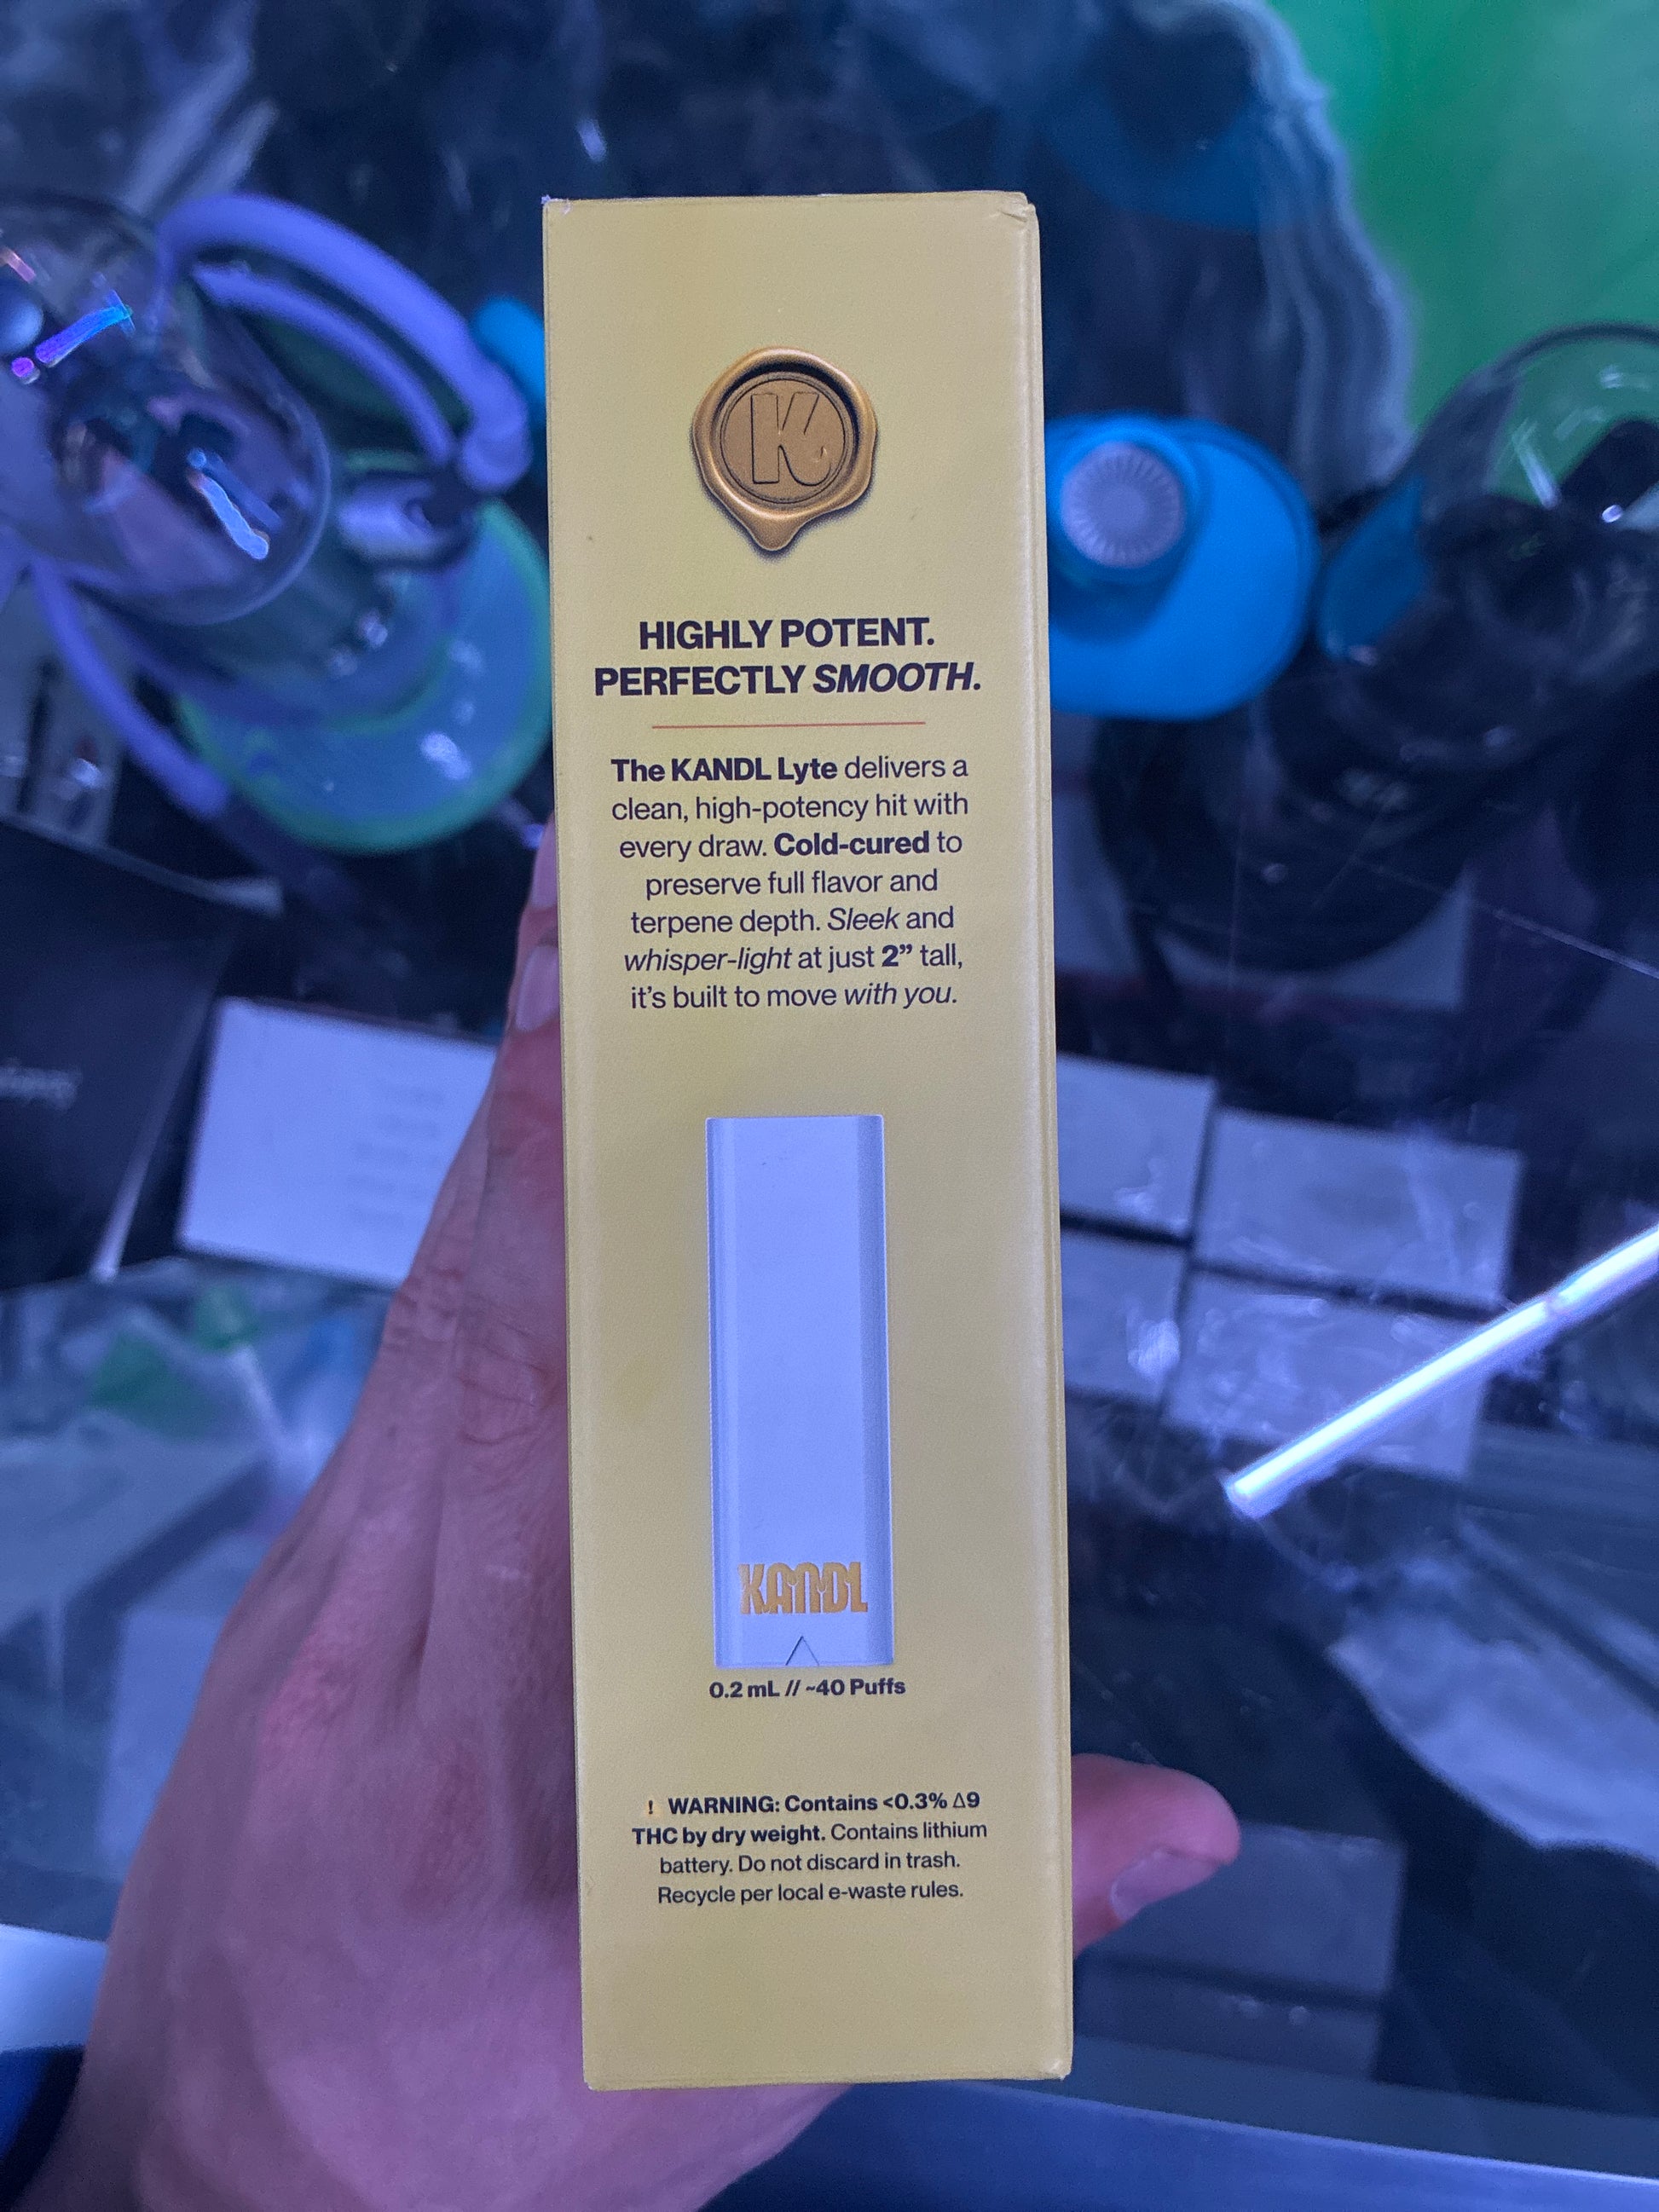 K
HIGHLY POTENT.
PERFECTLY SMOOTH.
The KANDL Lyte delivers a
clean, high-potency hit with
every draw. Cold-cured to
preserve full flavor and
terpene depth. Sleek and
whisper-light at just 2” tall,
it’s built to move with you.
KANDL
0.2 mL // ~40 Puffs
! WARNING: Contains <0.3% Δ9
THC by dry weight. Contains lithium
battery. Do not discard in trash.
Recycle per local e-waste rules.